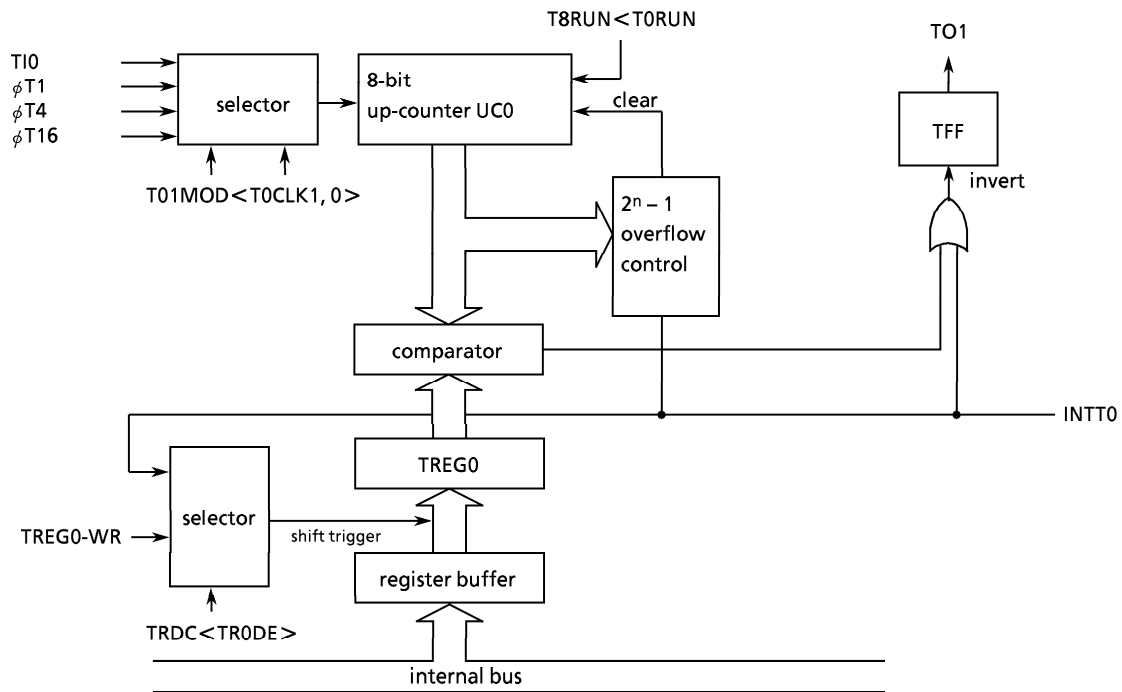 T8RUN<T0RUN
TO1
TI0
φT1
φT4
φT16
selector
8-bit
up-counter UC0
clear
TFF
invert
T01MOD<T0CLK1, 0>
2ⁿ – 1
overflow
control
comparator
INTT0
TREG0
selector
TREG0-WR
shift trigger
register buffer
TRDC<TR0DE>
internal bus